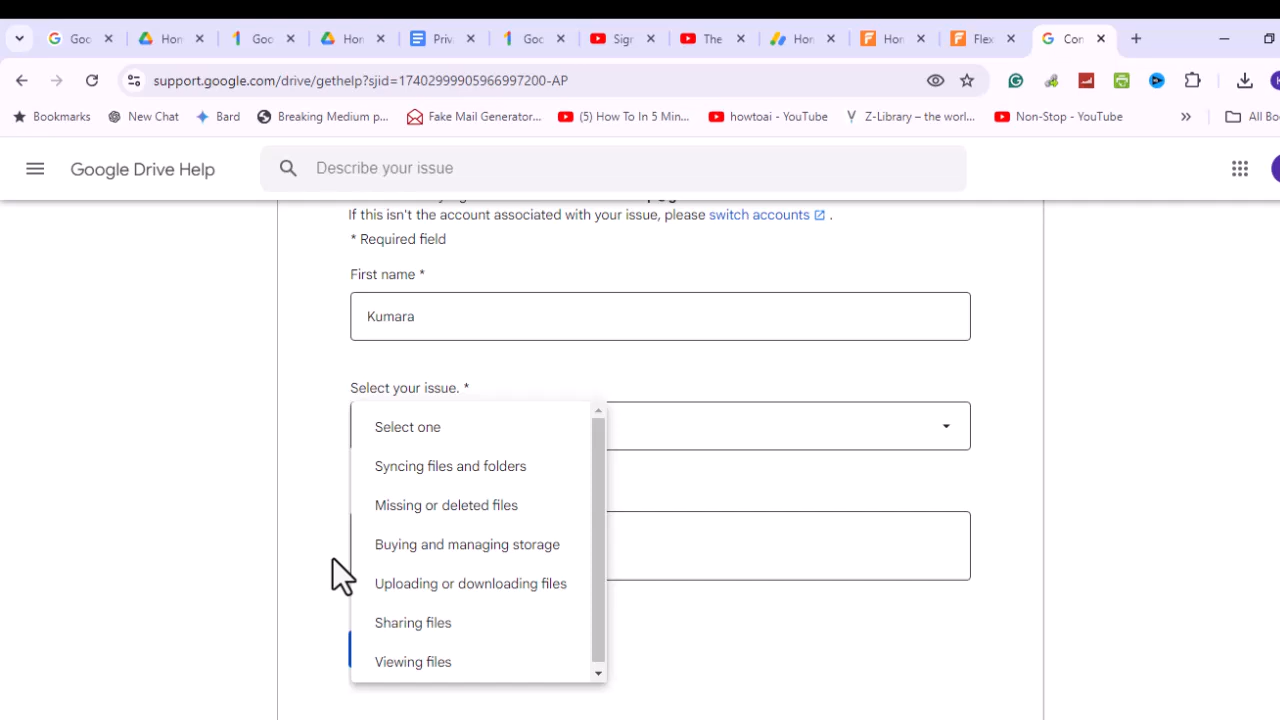 Goo
Hon
Goo
Hon
Priv
Goo
Sign
The
Hon
Hon
Flex
Con
support.google.com/drive/gethelp?sjid=17402999905966997200-AP
Bookmarks
New Chat
Bard
Breaking Medium p...
Fake Mail Generator...
(5) How To In 5 Min...
howtoai - YouTube
Z-Library – the worl...
Non-Stop - YouTube
»
All Bo
Google Drive Help
Describe your issue
If this isn't the account associated with your issue, please switch accounts .
* Required field
First name *
Kumara
Select your issue. *
Select one
Syncing files and folders
Missing or deleted files
Buying and managing storage
Uploading or downloading files
Sharing files
Viewing files